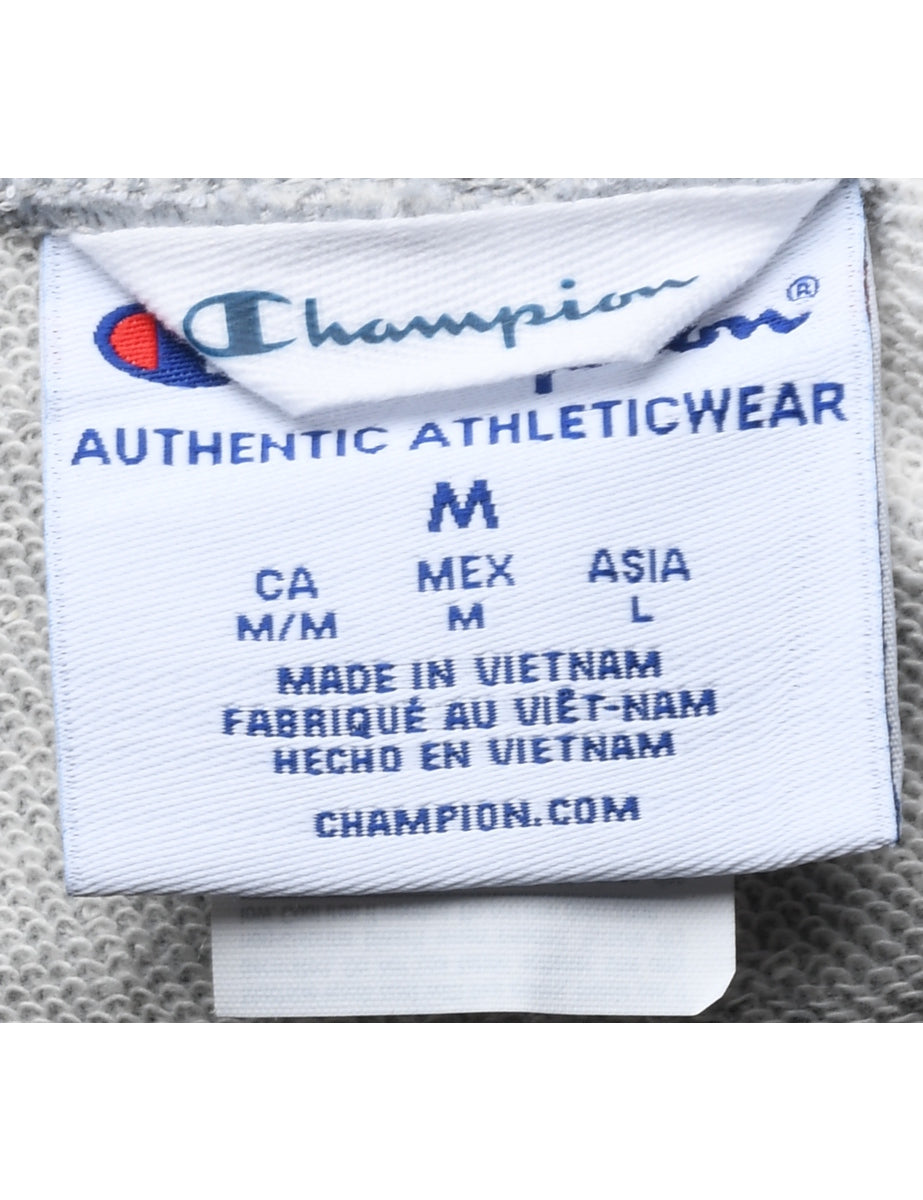 Champion
®
AUTHENTIC ATHLETICWEAR
M
CA MEX ASIA
M/M M L
MADE IN VIETNAM
FABRIQUÉ AU VIÊT-NAM
HECHO EN VIETNAM
CHAMPION.COM